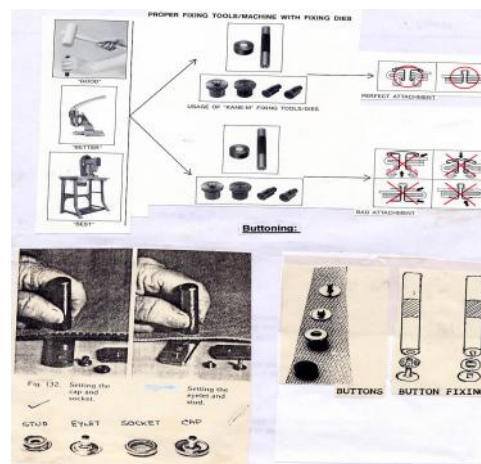 PROPER FIXING TOOLS/MACHINE WITH FIXING DIES
"GOOD"
"BETTER"
"BEST"
USAGE OF "KANE-M" FIXING TOOLS/DIES
PERFECT ATTACHMENT
BAD ATTACHMENT
Buttoning:
Fig. 132. Setting the cap and socket.
Setting the eyelet and stud.
STUD EYELET SOCKET CAP
BUTTONS
BUTTON FIXING